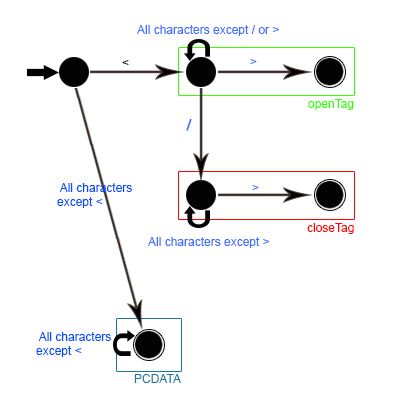 All characters except / or >
<
>
openTag
/
All characters
except <
>
closeTag
All characters except >
All characters
except <
PCDATA